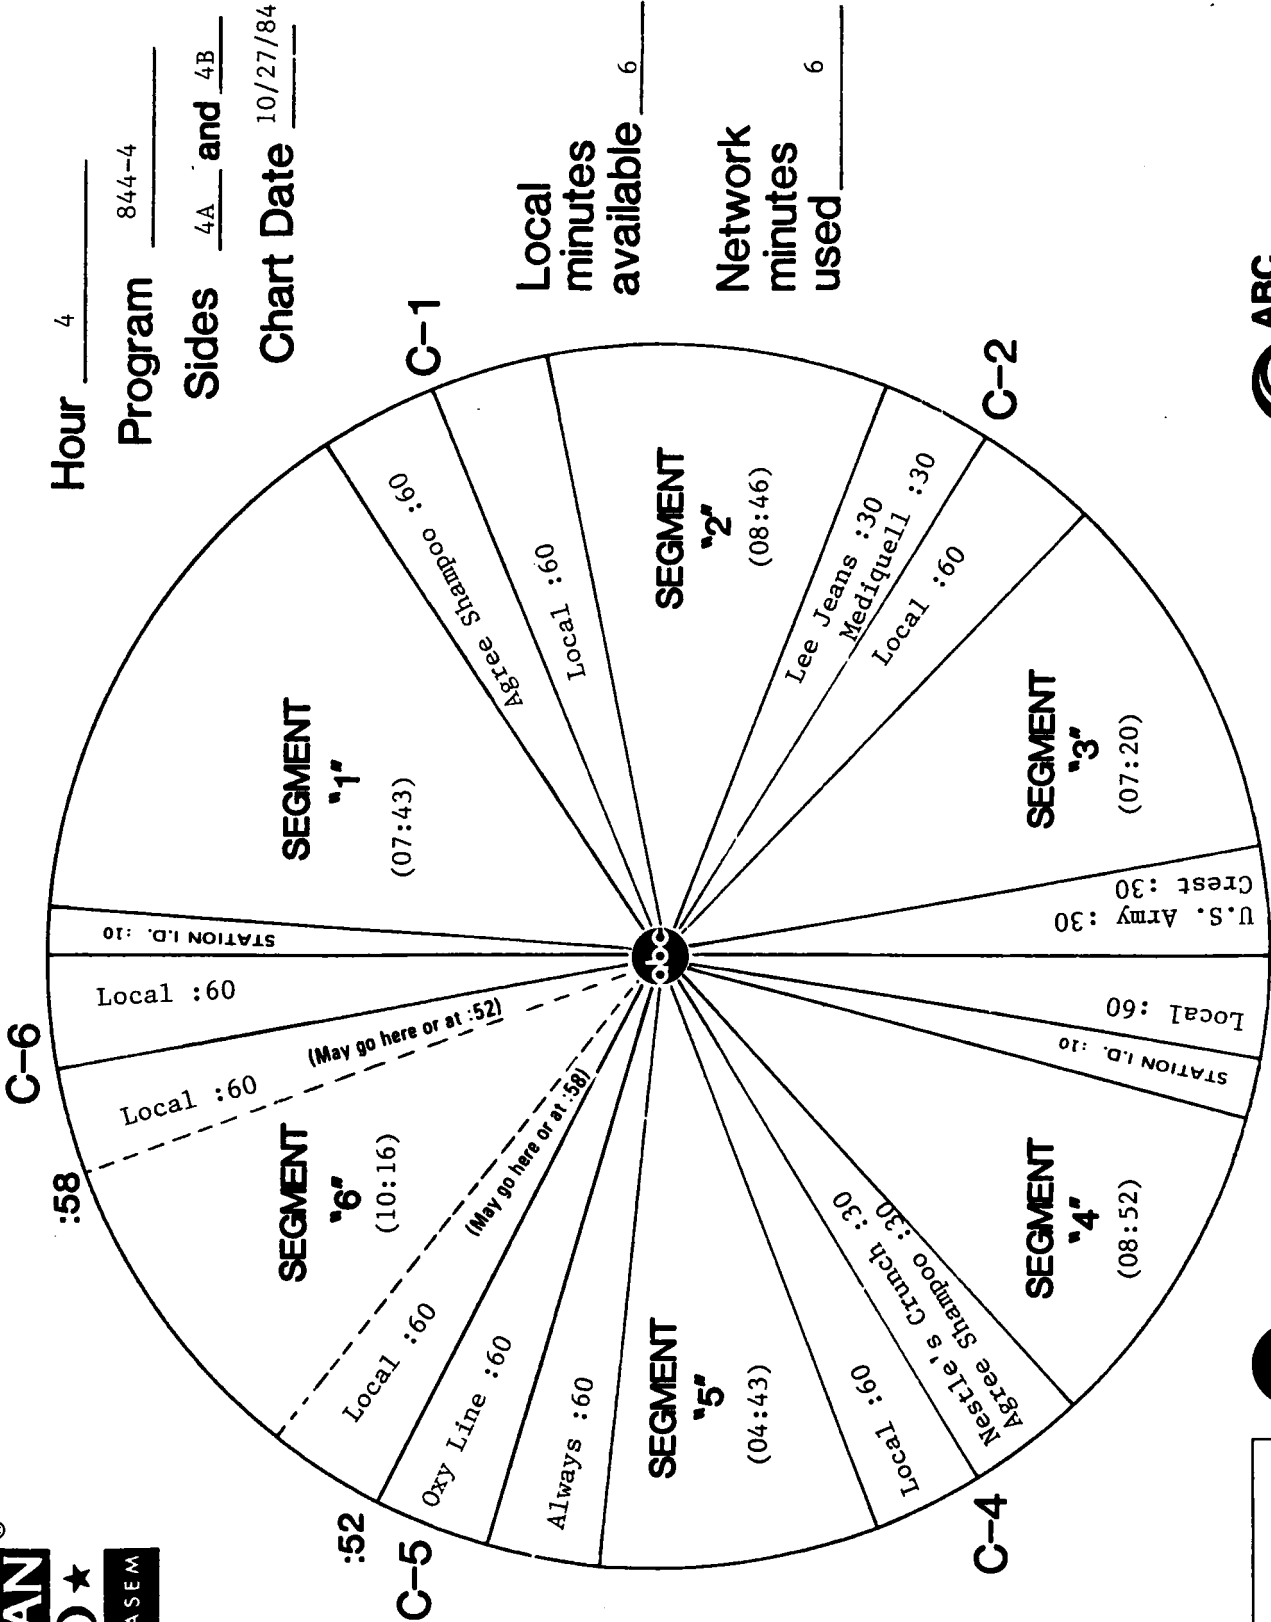 Hour 4
Program 844-4
Sides 4A and 4B
Chart Date 10/27/84
Local
minutes
available 6
Network
minutes
used 6
C-1
C-2
C-4
:52
C-5
:58
C-6
STATION I.D. :10
SEGMENT
"1"
(07:43)
Agree Shampoo :60
Local :60
SEGMENT
"2"
(08:46)
Lee Jeans :30
Mediquell :30
Local :60
SEGMENT
"3"
(07:20)
Crest :30
U.S. Army :30
Local :60
STATION I.D. :10
SEGMENT
"4"
(08:52)
Agree Shampoo :30
Nestle's Crunch :30
Local :60
SEGMENT
"5"
(04:43)
Always :60
Oxy Line :60
Local :60
(May go here or at :58)
SEGMENT
"6"
(10:16)
(May go here or at :52)
Local :60
Local :60
abc
ABC
AN
ASEM